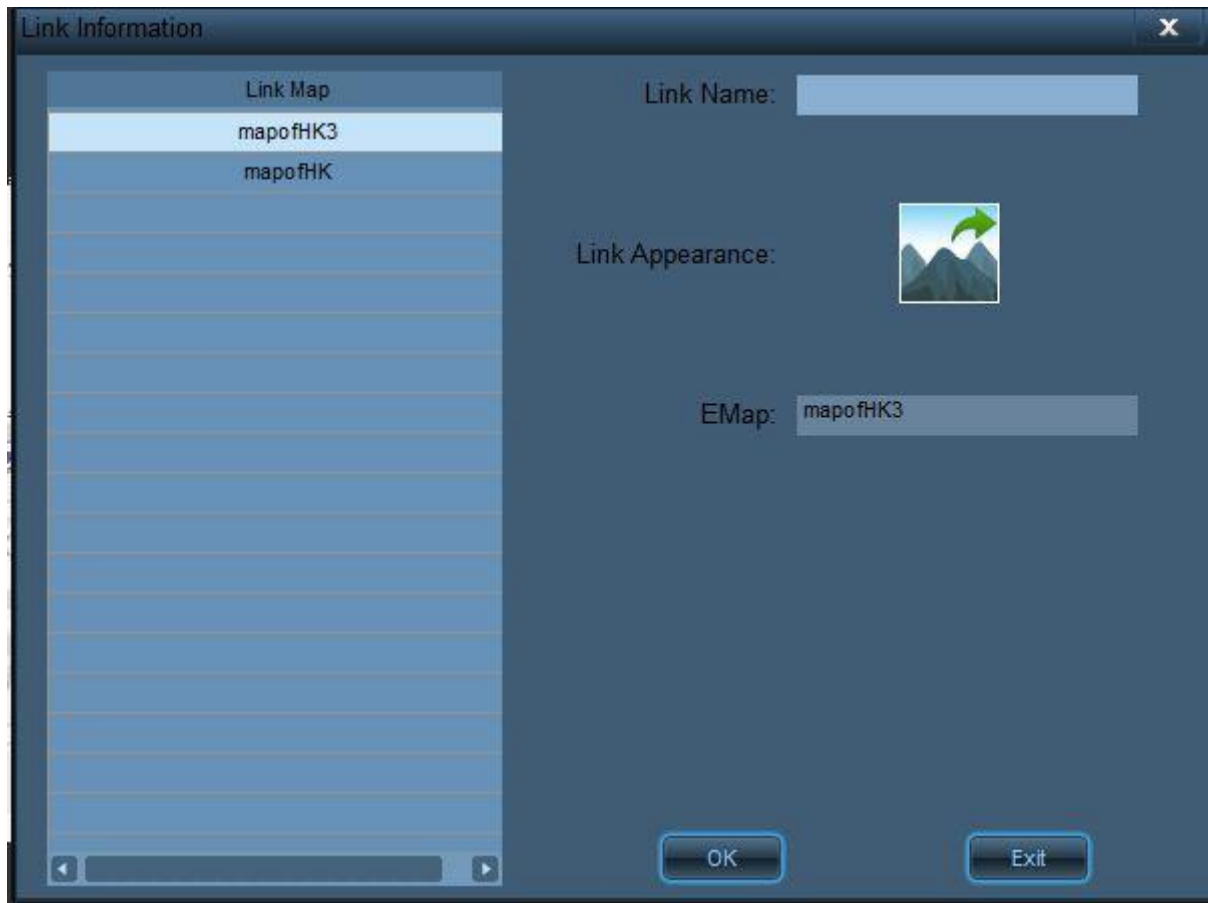 Link Information
Link Map
mapofHK3
mapofHK
Link Name:
Link Appearance:
EMap: mapofHK3
OK
Exit